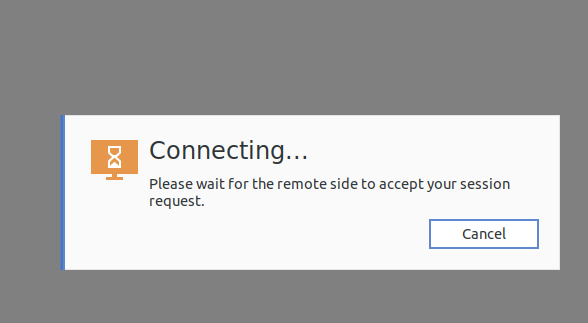 Connecting...
Please wait for the remote side to accept your session
request.
Cancel